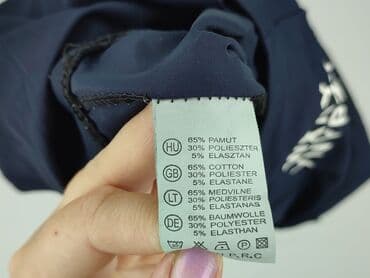 HU
65% PAMUT
30% POLIESZTER
5% ELASZTAN
GB
65% COTTON
30% POLIESTER
5% ELASTANE
LT
65% MEDVILNE
30% POLIESTERIS
5% ELASTANAS
DE
65% BAUMWOLLE
30% POLYESTER
5% ELASTHAN